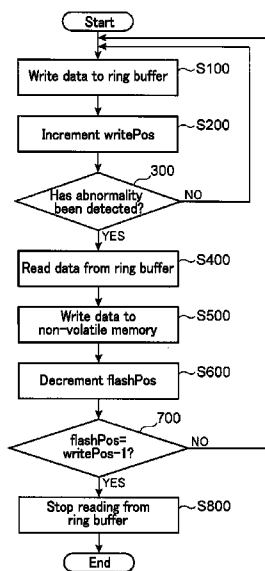 Start
Write data to ring buffer
S100
Increment writePos
S200
300
Has abnormality
been detected?
NO
YES
Read data from ring buffer
S400
Write data to
non-volatile memory
S500
Decrement flashPos
S600
700
flashPos=
writePos-1?
NO
YES
Stop reading from
ring buffer
S800
End